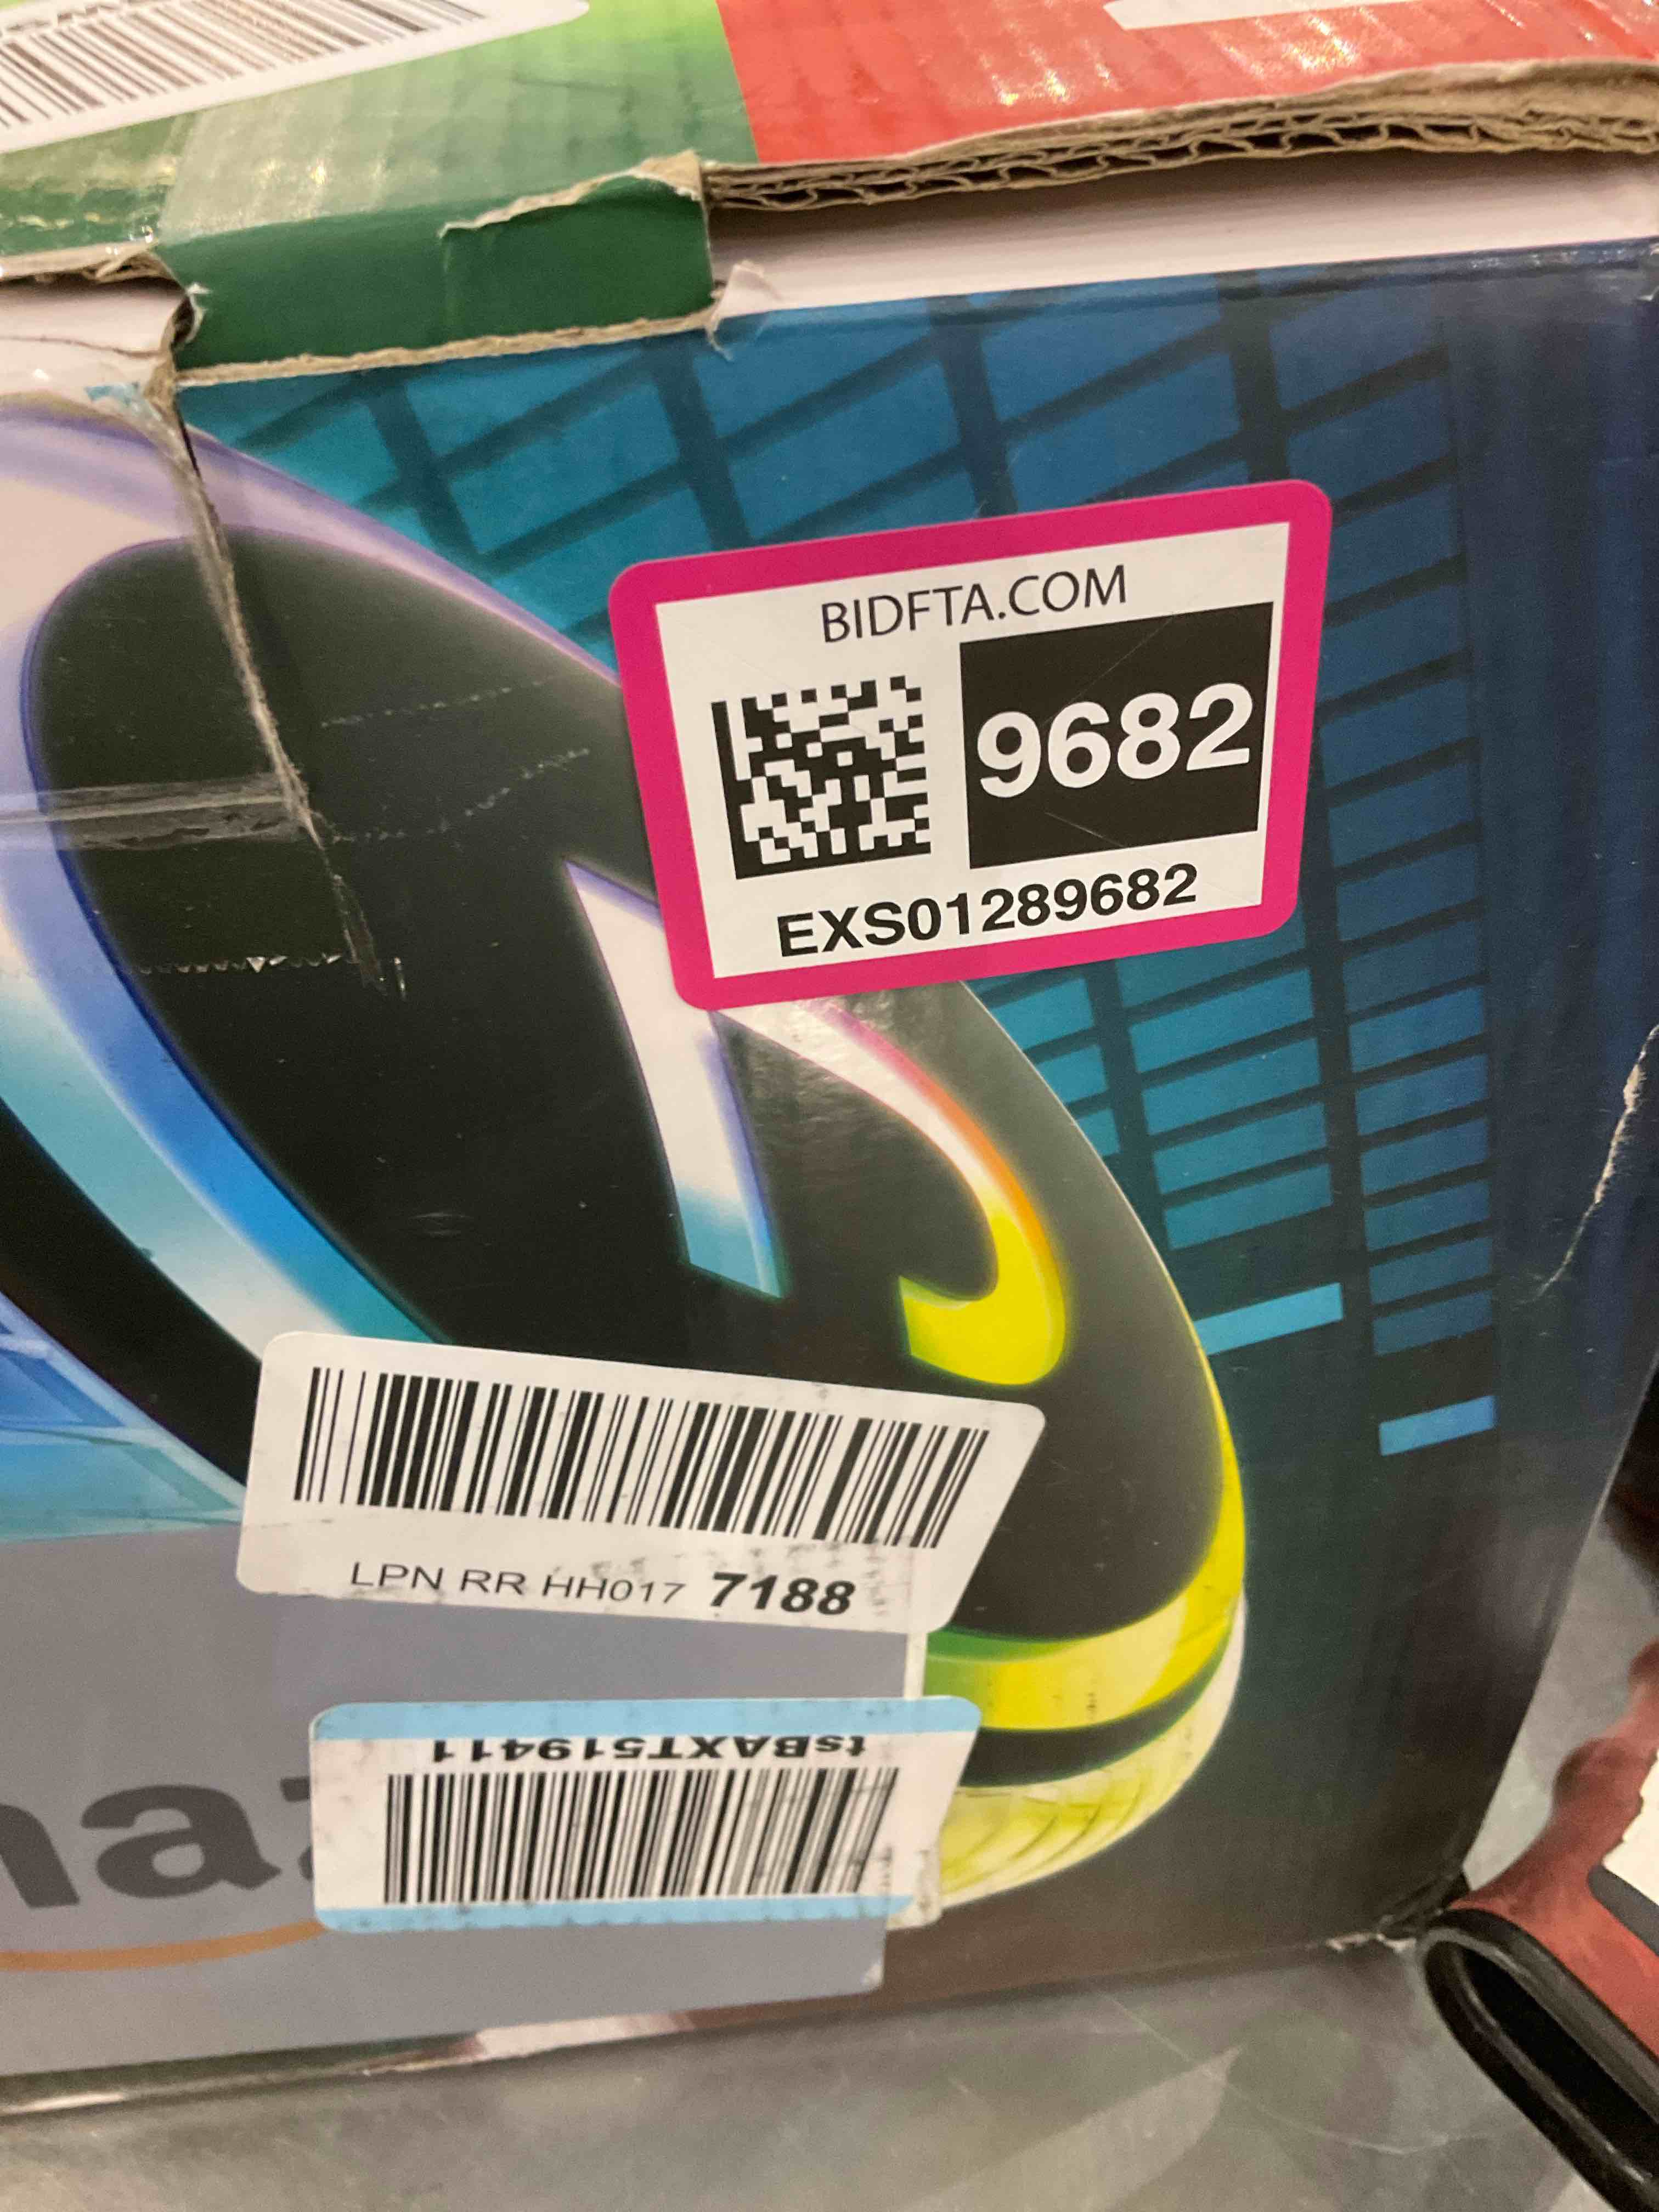 BIDFTA.COM
9682
EXS01289682
LPN RR HH017 7188
tsBAXT519411